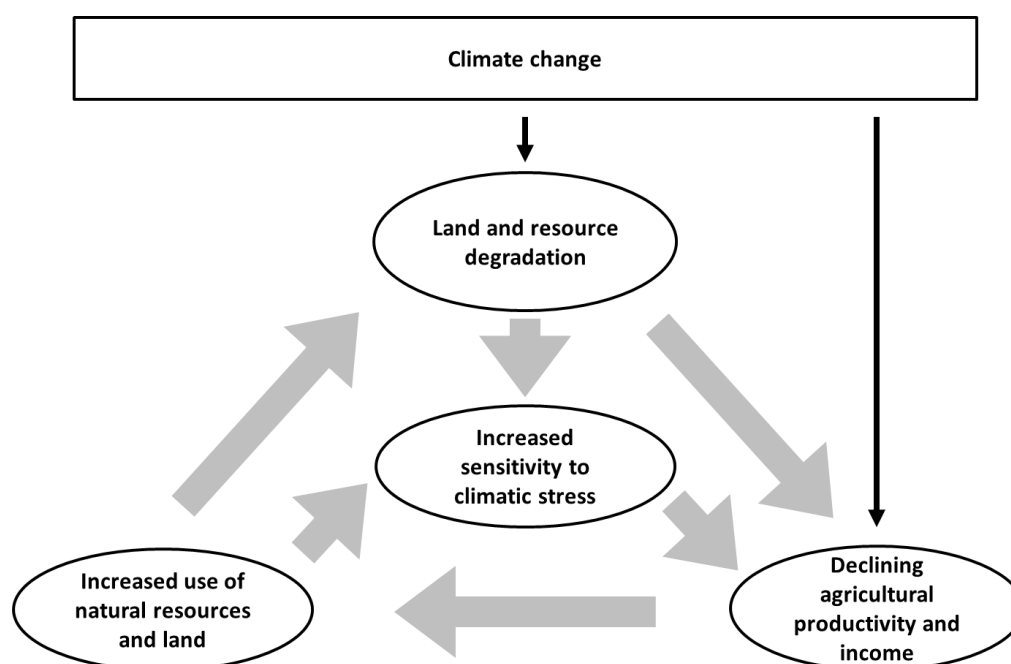 Climate change
Land and resource
degradation
Increased
sensitivity to
climatic stress
Increased use of
natural resources
and land
Declining
agricultural
productivity and
income